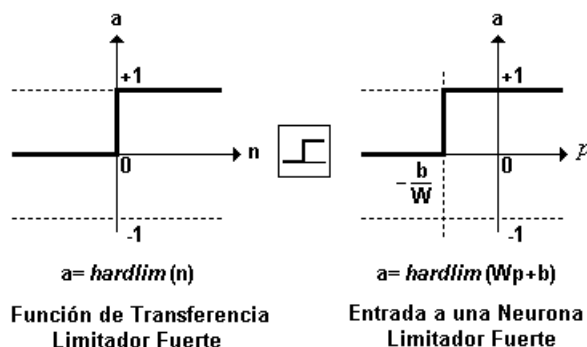 a
+1
n
0
-1
a= hardlim(n)
Función de Transferencia
Limitador Fuerte
a
+1
p
0
-b/W
-1
a= hardlim(Wp+b)
Entrada a una Neurona
Limitador Fuerte